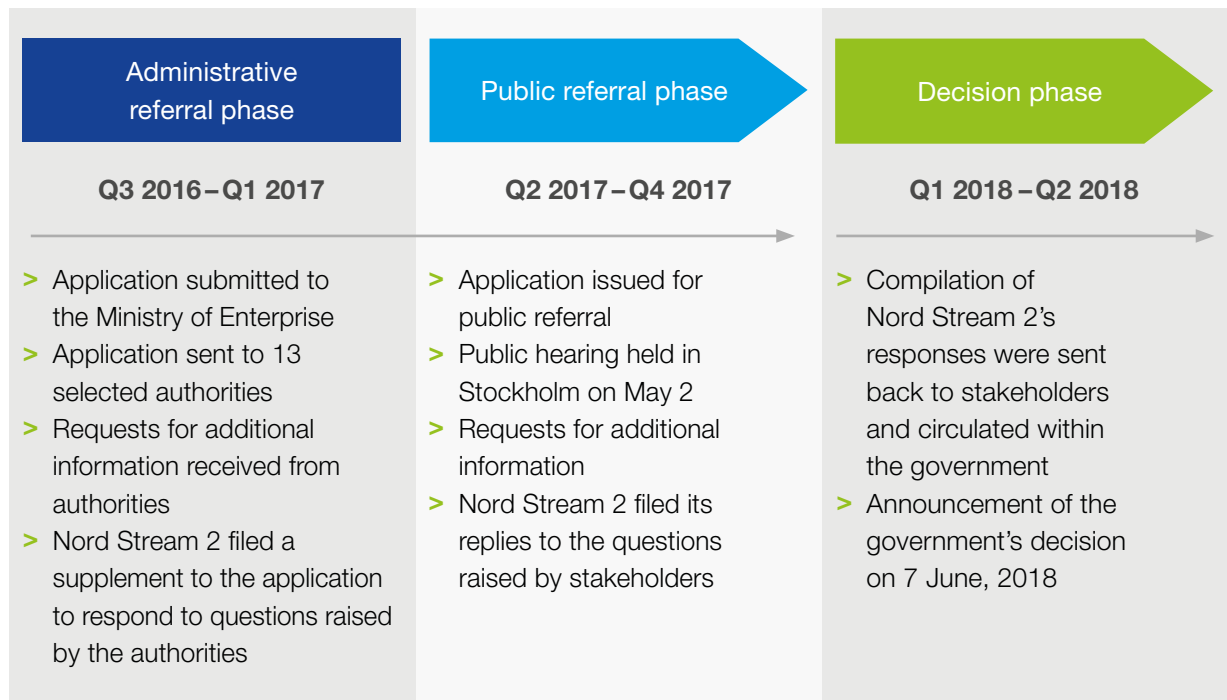 Administrative
referral phase
Q3 2016 – Q1 2017
> Application submitted to
the Ministry of Enterprise
> Application sent to 13
selected authorities
> Requests for additional
information received from
authorities
> Nord Stream 2 filed a
supplement to the application
to respond to questions raised
by the authorities
Public referral phase
Q2 2017 – Q4 2017
> Application issued for
public referral
> Public hearing held in
Stockholm on May 2
> Requests for additional
information
> Nord Stream 2 filed its
replies to the questions
raised by stakeholders
Decision phase
Q1 2018 – Q2 2018
> Compilation of
Nord Stream 2’s
responses were sent
back to stakeholders
and circulated within
the government
> Announcement of the
government’s decision
on 7 June, 2018